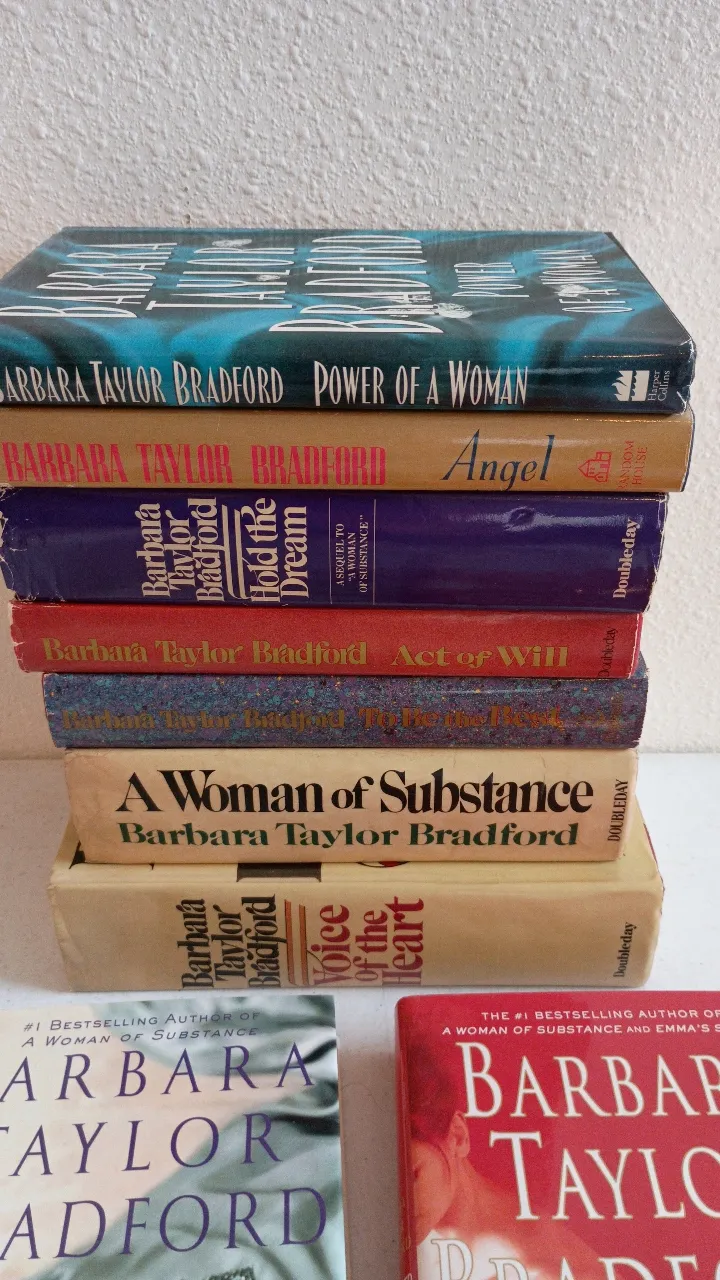 BARBARA
TAYLOR
BRADFORD
POWER
OF A WOMAN
BARBARA TAYLOR BRADFORD POWER OF A WOMAN
Harper
Collins
BARBARA TAYLOR BRADFORD Angel
RANDOM
HOUSE
Barbara
Taylor
Bradford
Hold the
Dream
A SEQUEL TO
"A WOMAN
OF SUBSTANCE"
Doubleday
Barbara Taylor Bradford Act of Will Doubleday
Barbara Taylor Bradford To Be the Best
A Woman of Substance
Barbara Taylor Bradford
DOUBLEDAY
Barbara
Taylor
Bradford
Voice
of the
Heart
Doubleday
#1 BESTSELLING AUTHOR OF
A WOMAN OF SUBSTANCE
ARBARA
TAYLOR
ADFORD
THE #1 BESTSELLING AUTHOR OF
A WOMAN OF SUBSTANCE AND EMMA'S S
BARBAR
TAYLO
BRADFO